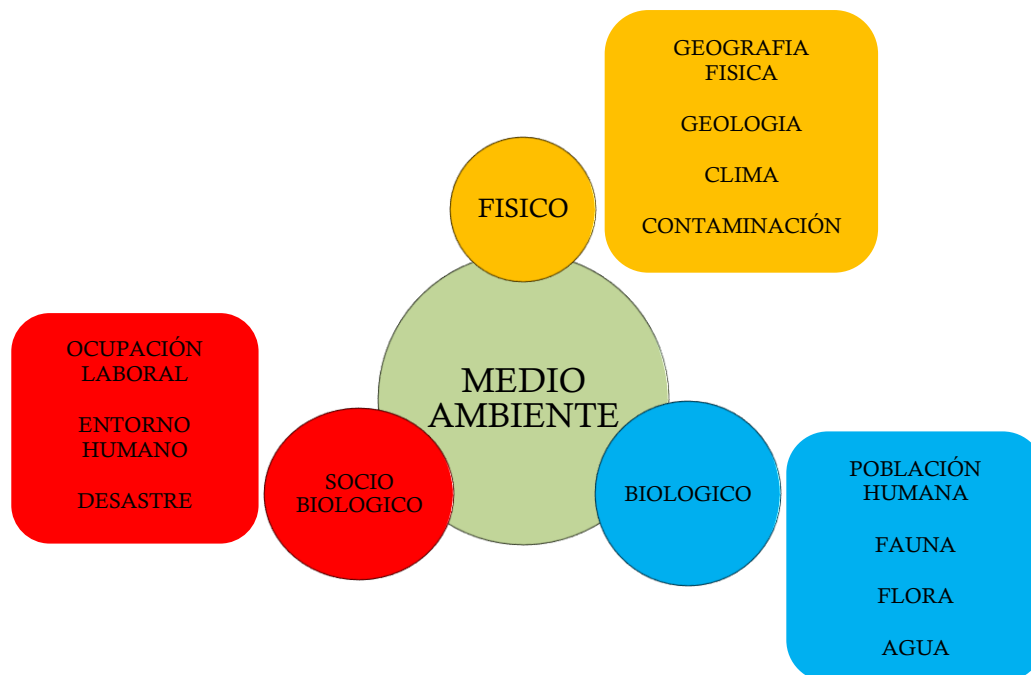 GEOGRAFIA
FISICA
GEOLOGIA
CLIMA
CONTAMINACIÓN
FISICO
MEDIO
AMBIENTE
OCUPACIÓN
LABORAL
ENTORNO
HUMANO
DESASTRE
SOCIO
BIOLOGICO
BIOLOGICO
POBLACIÓN
HUMANA
FAUNA
FLORA
AGUA